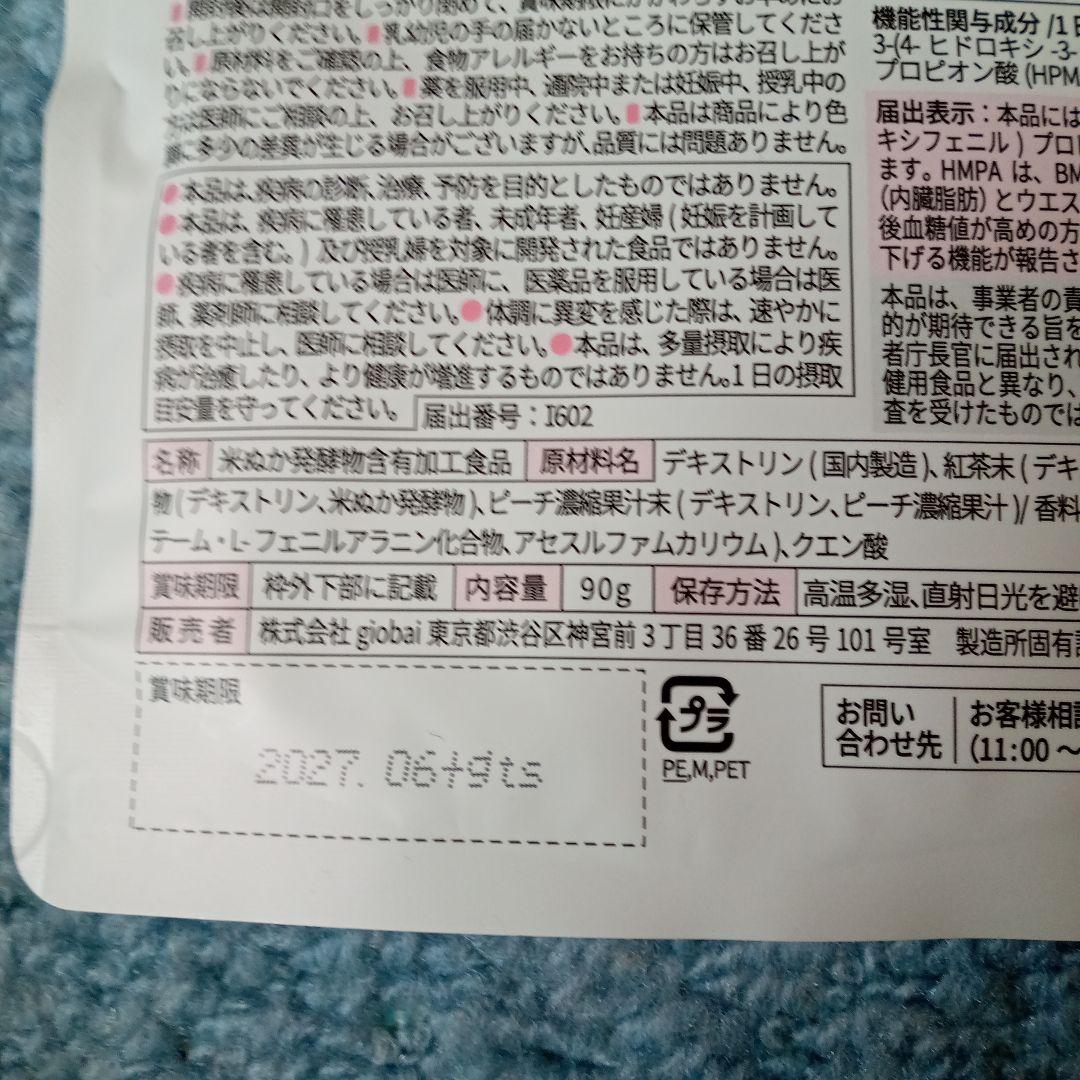 をしっかり閉めて、賞味期限にかかわらずお早めにお
召し上がりください。乳幼児の手の届かないところに保管してくださ
い。原材料をご確認の上、食物アレルギーをお持ちの方はお召し上が
りにならないでください。薬を服用中、通院中または妊娠中、授乳中の
方は医師にご相談の上、お召し上がりください。本品は商品により色
調に多少の差異が生じる場合がございますが、品質には問題ありません。
●本品は、疾病の診断、治療、予防を目的としたものではありません。
●本品は、疾病に罹患している者、未成年者、妊産婦(妊娠を計画して
いる者を含む。)及び授乳婦を対象に開発された食品ではありません。
●疾病に罹患している場合は医師に、医薬品を服用している場合は医
師、薬剤師に相談してください。●体調に異変を感じた際は、速やかに
摂取を中止し、医師に相談してください。●本品は、多量摂取により疾
病が治癒したり、より健康が増進するものではありません。1日の摂取
目安量を守ってください。
届出番号:I602
機能性関与成分/1日
3-(4-ヒドロキシ-3-
プロピオン酸(HPM
届出表示:本品には
キシフェニル)プロピ
ます。HMPAは、BM
(内臓脂肪)とウエス
後血糖値が高めの方
下げる機能が報告さ
本品は、事業者の責
的が期待できる旨を
者庁長官に届出され
健用食品と異なり、
査を受けたものでは
名称 米ぬか発酵物含有加工食品 原材料名 デキストリン(国内製造)、紅茶末(デキ
物(デキストリン、米ぬか発酵物)、ピーチ濃縮果汁末(デキストリン、ピーチ濃縮果汁)/香料
テーム・L-フェニルアラニン化合物、アセスルファムカリウム)、クエン酸
賞味期限 枠外下部に記載 内容量 90g 保存方法 高温多湿、直射日光を避
販売者 株式会社giobai 東京都渋谷区神宮前3丁目36番26号101号室 製造所固有記
賞味期限
2027. 06+gts
プラ
PE,M,PET
お問い
合わせ先
お客様相談
(11:00～